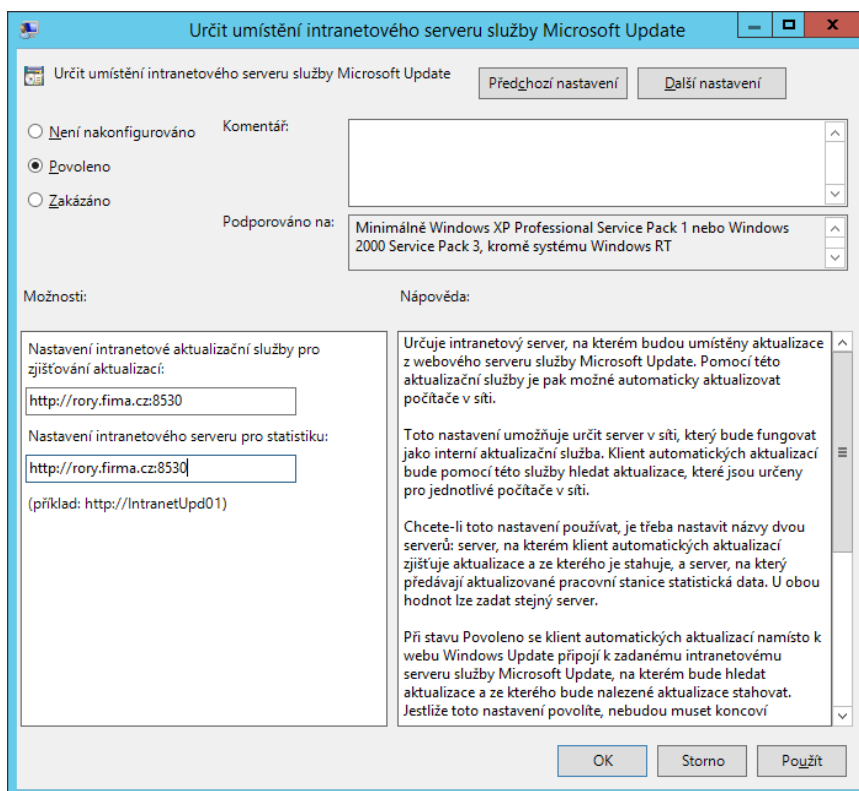 Určit umístění intranetového serveru služby Microsoft Update
Určit umístění intranetového serveru služby Microsoft Update
Předchozí nastavení
Další nastavení
Není nakonfigurováno
Povoleno
Zakázáno
Komentář:
Podporováno na:
Minimálně Windows XP Professional Service Pack 1 nebo Windows
2000 Service Pack 3, kromě systému Windows RT
Možnosti:
Nastavení intranetové aktualizační služby pro
zjišťování aktualizací:
http://rory.fima.cz:8530
Nastavení intranetového serveru pro statistiku:
http://rory.firma.cz:8530
(příklad: http://IntranetUpd01)
Nápověda:
Určuje intranetový server, na kterém budou umístěny aktualizace
z webového serveru služby Microsoft Update. Pomocí této
aktualizační služby je pak možné automaticky aktualizovat
počítače v síti.
Toto nastavení umožňuje určit server v síti, který bude fungovat
jako interní aktualizační služba. Klient automatických aktualizací
bude pomocí této služby hledat aktualizace, které jsou určeny
pro jednotlivé počítače v síti.
Chcete-li toto nastavení používat, je třeba nastavit názvy dvou
serverů: server, na kterém klient automatických aktualizací
zjišťuje aktualizace a ze kterého je stahuje, a server, na který
předávají aktualizované pracovní stanice statistická data. U obou
hodnot lze zadat stejný server.
Při stavu Povoleno se klient automatických aktualizací namísto k
webu Windows Update připojí k zadanému intranetovému
serveru služby Microsoft Update, na kterém bude hledat
aktualizace a ze kterého bude nalezené aktualizace stahovat.
Jestliže toto nastavení povolíte, nebudou muset koncoví
OK
Storno
Použít